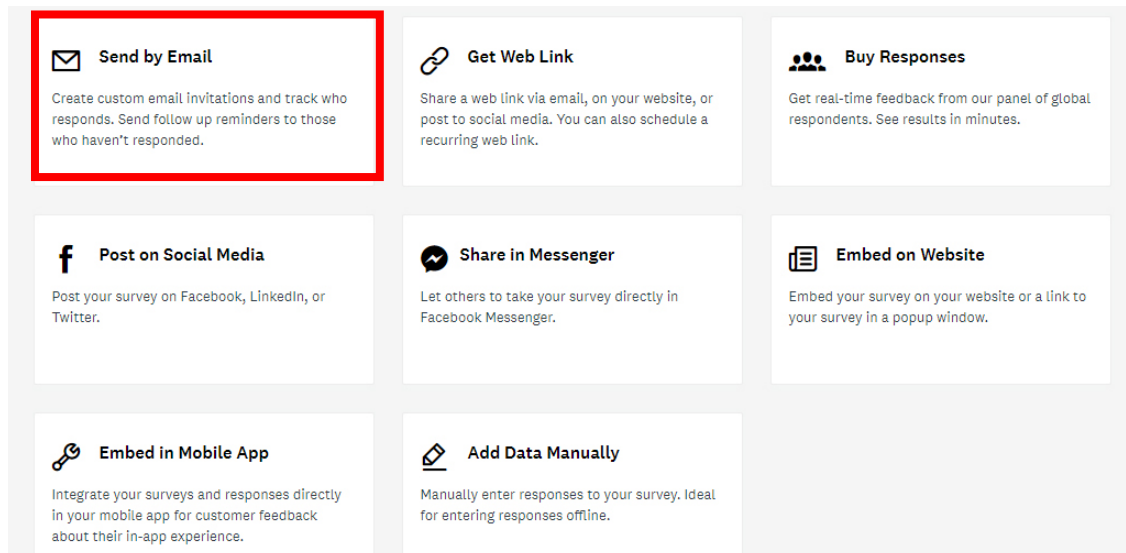 Send by Email
Create custom email invitations and track who
responds. Send follow up reminders to those
who haven't responded.
Get Web Link
Share a web link via email, on your website, or
post to social media. You can also schedule a
recurring web link.
Buy Responses
Get real-time feedback from our panel of global
respondents. See results in minutes.
Post on Social Media
Post your survey on Facebook, LinkedIn, or
Twitter.
Share in Messenger
Let others to take your survey directly in
Facebook Messenger.
Embed on Website
Embed your survey on your website or a link to
your survey in a popup window.
Embed in Mobile App
Integrate your surveys and responses directly
in your mobile app for customer feedback
about their in-app experience.
Add Data Manually
Manually enter responses to your survey. Ideal
for entering responses offline.